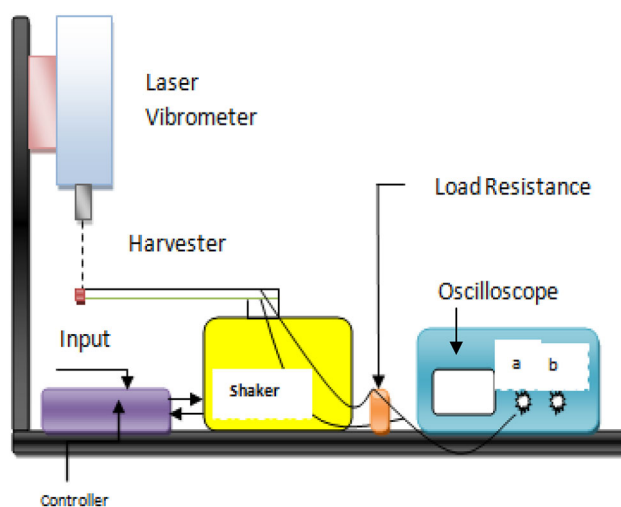 Laser
Vibrometer
Load Resistance
Harvester
Oscilloscope
Input
a b
Shaker
Controller